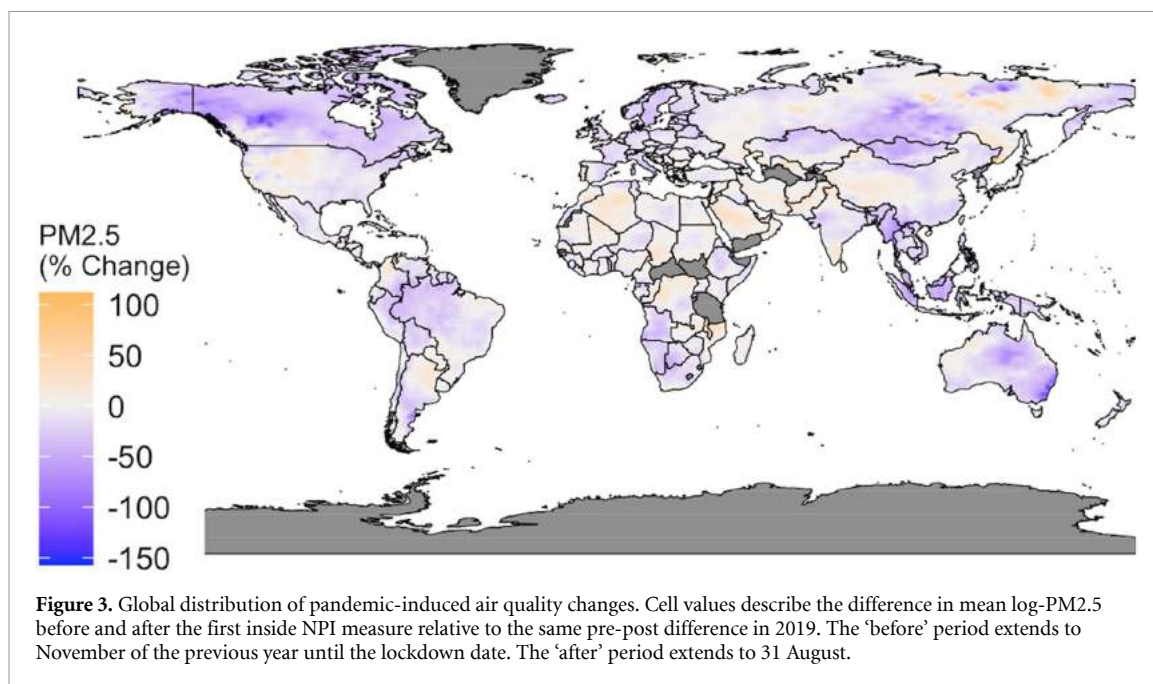 PM2.5
(% Change)
100
50
0
-50
-100
-150
Figure 3. Global distribution of pandemic-induced air quality changes. Cell values describe the difference in mean log-PM2.5
before and after the first inside NPI measure relative to the same pre-post difference in 2019. The ‘before’ period extends to
November of the previous year until the lockdown date. The ‘after’ period extends to 31 August.